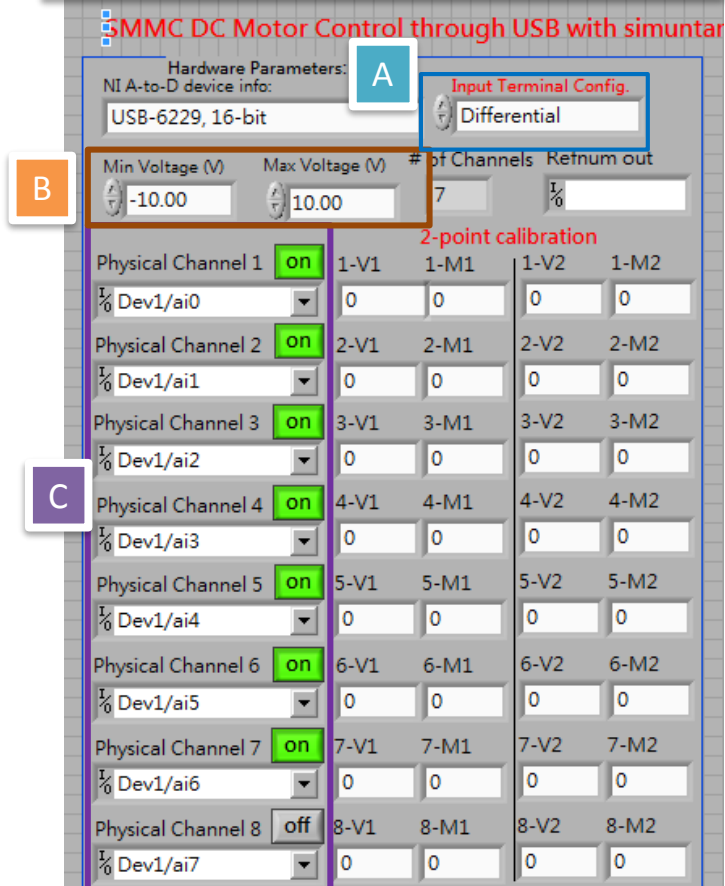 SMMC DC Motor Control through USB with simuntar
A
Hardware Parameters:
NI A-to-D device info:
Input Terminal Config.
USB-6229, 16-bit
Differential
B
Min Voltage (V) Max Voltage (V) # of Channels Refnum out
-10.00 10.00 7
2-point calibration
Physical Channel 1 on 1-V1 1-M1 1-V2 1-M2
Dev1/ai0 0 0 0 0
Physical Channel 2 on 2-V1 2-M1 2-V2 2-M2
Dev1/ai1 0 0 0 0
Physical Channel 3 on 3-V1 3-M1 3-V2 3-M2
Dev1/ai2 0 0 0 0
C
Physical Channel 4 on 4-V1 4-M1 4-V2 4-M2
Dev1/ai3 0 0 0 0
Physical Channel 5 on 5-V1 5-M1 5-V2 5-M2
Dev1/ai4 0 0 0 0
Physical Channel 6 on 6-V1 6-M1 6-V2 6-M2
Dev1/ai5 0 0 0 0
Physical Channel 7 on 7-V1 7-M1 7-V2 7-M2
Dev1/ai6 0 0 0 0
Physical Channel 8 off 8-V1 8-M1 8-V2 8-M2
Dev1/ai7 0 0 0 0